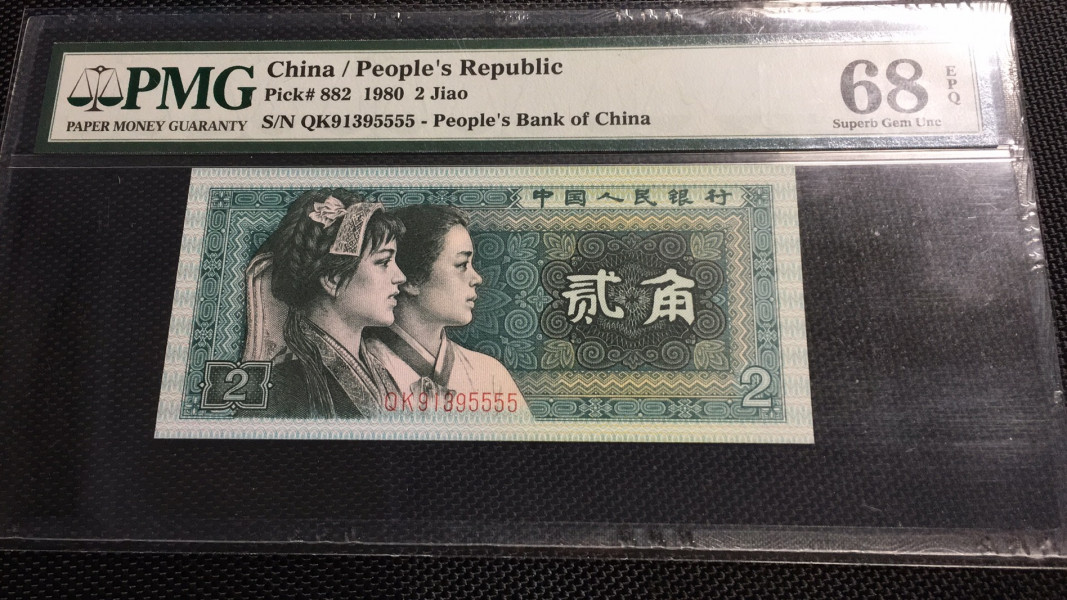 PMG
PAPER MONEY GUARANTY
China / People's Republic
Pick# 882 1980 2 Jiao
S/N QK91395555 - People's Bank of China
68
EPQ
Superb Gem Unc
中国人民银行
贰角
2
2
QK91395555